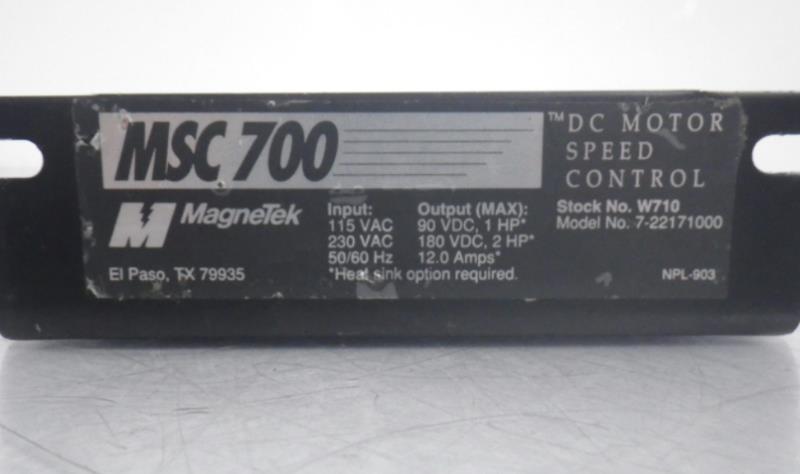 MSC 700
™ DC MOTOR
SPEED
CONTROL
MagneTek
El Paso, TX 79935
Input:
115 VAC
230 VAC
50/60 Hz
Output (MAX):
90 VDC, 1 HP*
180 VDC, 2 HP*
12.0 Amps*
*Heat sink option required.
Stock No. W710
Model No. 7-22171000
NPL-903